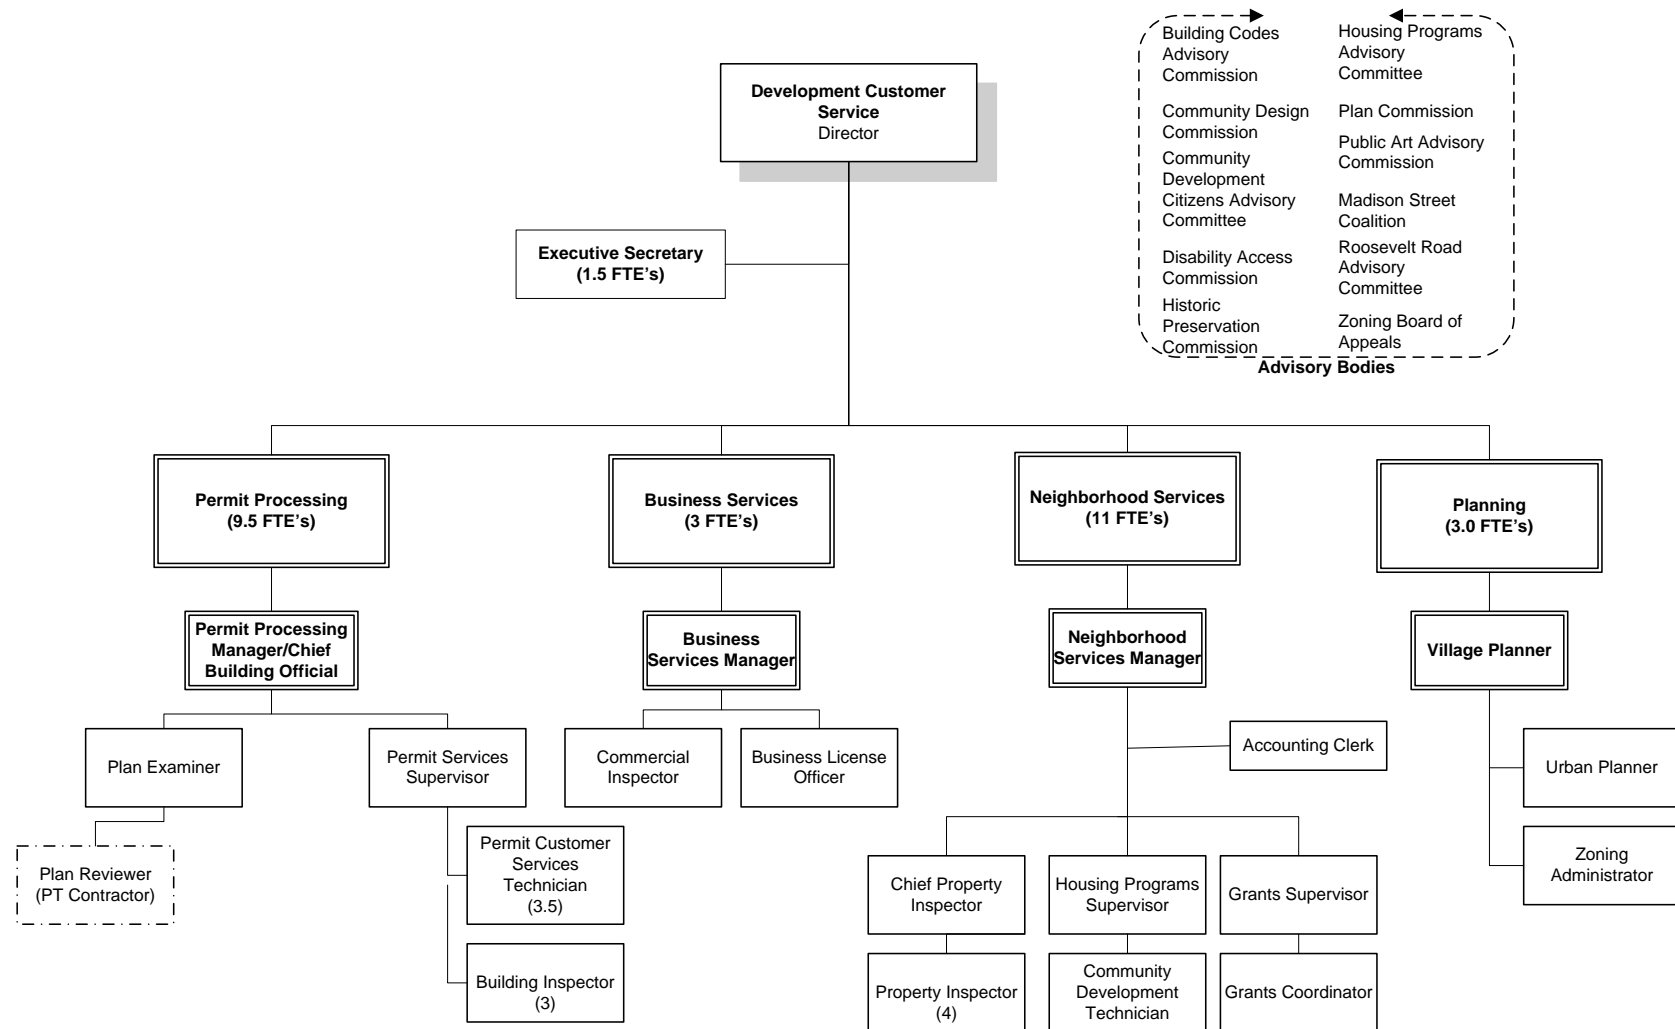 Development Customer
Service
Director
Executive Secretary
(1.5 FTE's)
Building Codes
Advisory
Commission
Community Design
Commission
Community
Development
Citizens Advisory
Committee
Disability Access
Commission
Historic
Preservation
Commission
Housing Programs
Advisory
Committee
Plan Commission
Public Art Advisory
Commission
Madison Street
Coalition
Roosevelt Road
Advisory
Committee
Zoning Board of
Appeals
Advisory Bodies
Permit Processing
(9.5 FTE's)
Business Services
(3 FTE's)
Neighborhood Services
(11 FTE's)
Planning
(3.0 FTE's)
Permit Processing
Manager/Chief
Building Official
Business
Services Manager
Neighborhood
Services Manager
Village Planner
Plan Examiner
Permit Services
Supervisor
Commercial
Inspector
Business License
Officer
Accounting Clerk
Urban Planner
Plan Reviewer
(PT Contractor)
Permit Customer
Services
Technician
(3.5)
Chief Property
Inspector
Housing Programs
Supervisor
Grants Supervisor
Zoning
Administrator
Building Inspector
(3)
Property Inspector
(4)
Community
Development
Technician
Grants Coordinator